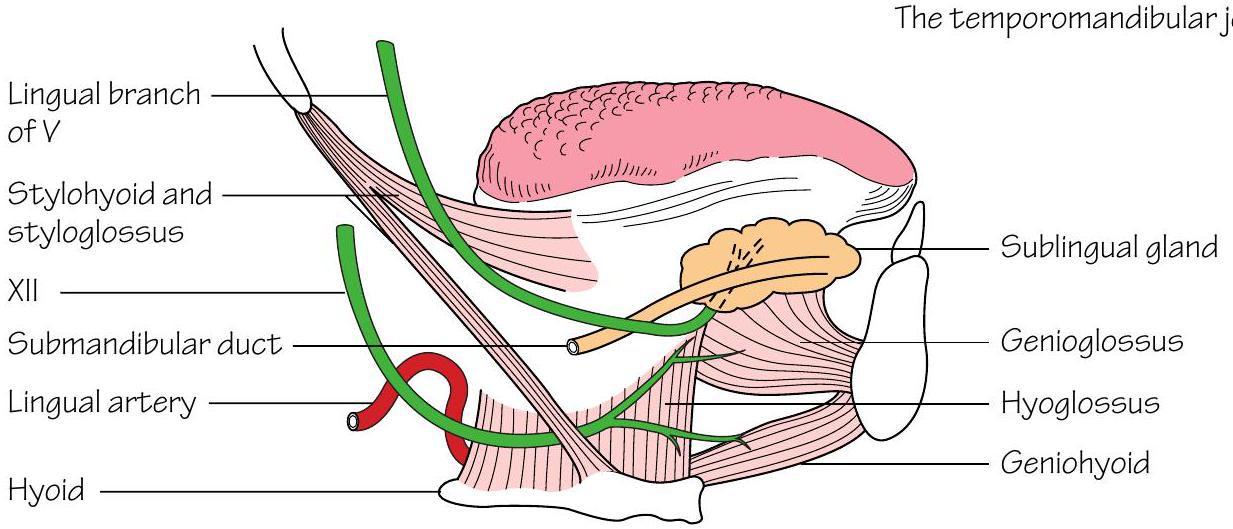 The temporomandibular j
Lingual branch
of V
Stylohyoid and
styloglossus
XII
Submandibular duct
Lingual artery
Hyoid
Sublingual gland
Genioglossus
Hyoglossus
Geniohyoid